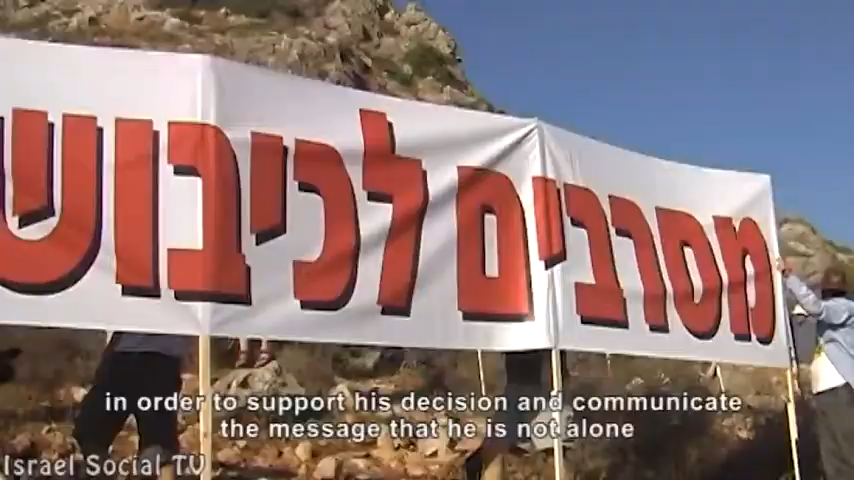 מסרבים לכיבוש
in order to support his decision and communicate
the message that he is not alone
Israel Social TV